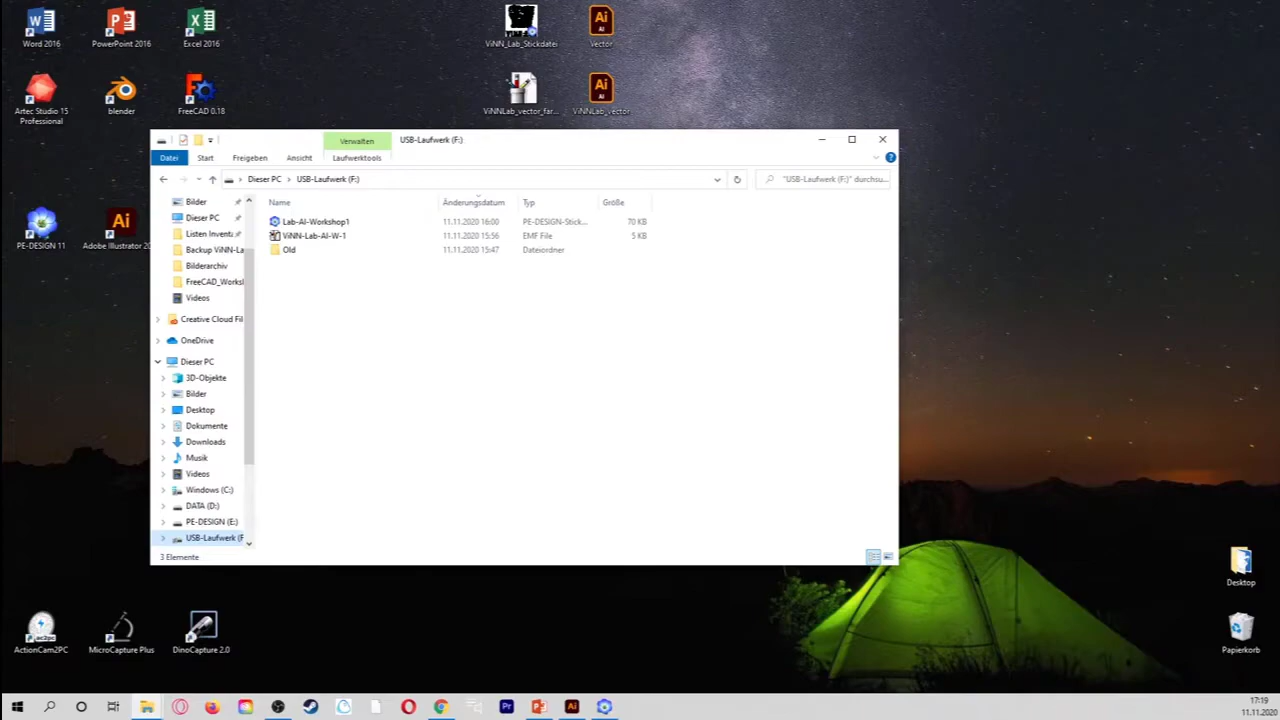 Word 2016
PowerPoint 2016
Excel 2016
ViNN_Lab_Stickdatei
Vector
Artec Studio 15
Professional
blender
FreeCAD 0.18
ViNNLab_vector_far...
ViNNLab_vector
Verwalten
USB-Laufwerk (F:)
Datei
Start
Freigeben
Ansicht
Laufwerktools
Dieser PC
USB-Laufwerk (F:)
"USB-Laufwerk (F:)" durchsu...
Name
Änderungsdatum
Typ
Größe
Bilder
Dieser PC
Listen Inventa
Backup ViNN-La
Bilderarchiv
FreeCAD_Worksl
Videos
Creative Cloud Fil
OneDrive
Dieser PC
3D-Objekte
Bilder
Desktop
Dokumente
Downloads
Musik
Videos
Windows (C:)
DATA (D:)
PE-DESIGN (E:)
USB-Laufwerk (F
Lab-AI-Workshop1 11.11.2020 16:00 PE-DESIGN-Stick... 70 KB
ViNN-Lab-AI-W-1 11.11.2020 15:56 EMF File 5 KB
Old 11.11.2020 15:47 Dateiordner
3 Elemente
PE-DESIGN 11
Adobe Illustrator 20
ActionCam2PC
MicroCapture Plus
DinoCapture 2.0
Desktop
Papierkorb
17:19
11.11.2020